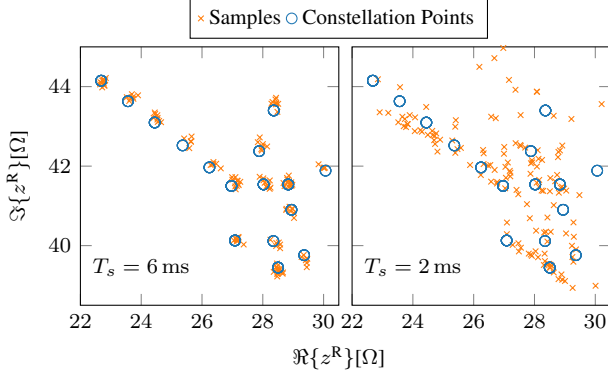 Samples Constellation Points
44
42
40
ℑ{z^R}[Ω]
T_s = 6 ms T_s = 2 ms
22 24 26 28 30 22 24 26 28 30
ℜ{z^R}[Ω]